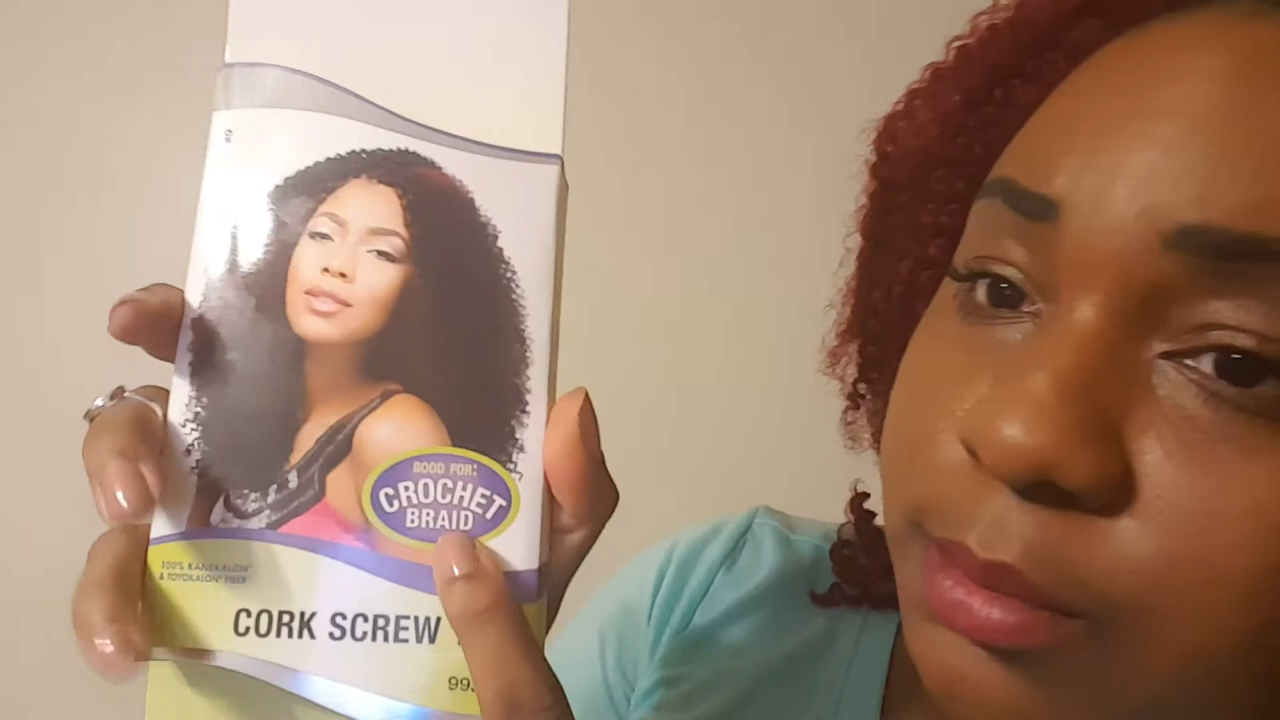 GOOD FOR:
CROCHET
BRAID
100% KANEKALON®
& TOYOKALON® FIBER
CORK SCREW